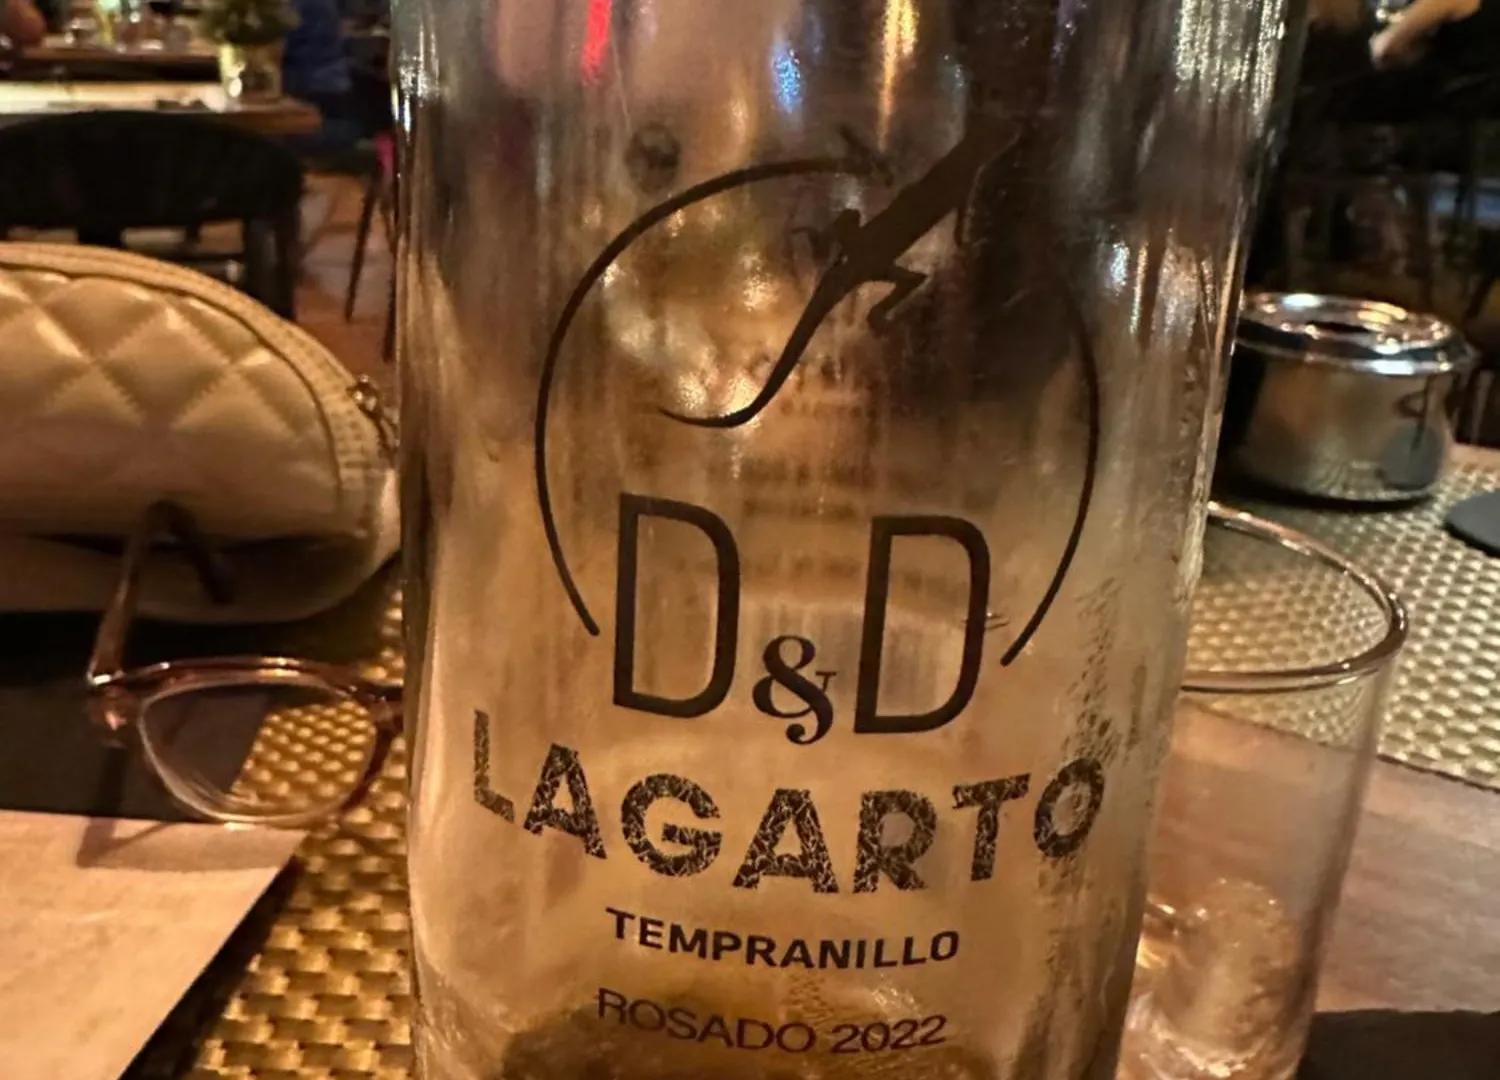 D&D
LAGARTO
TEMPRANILLO
ROSADO 2022